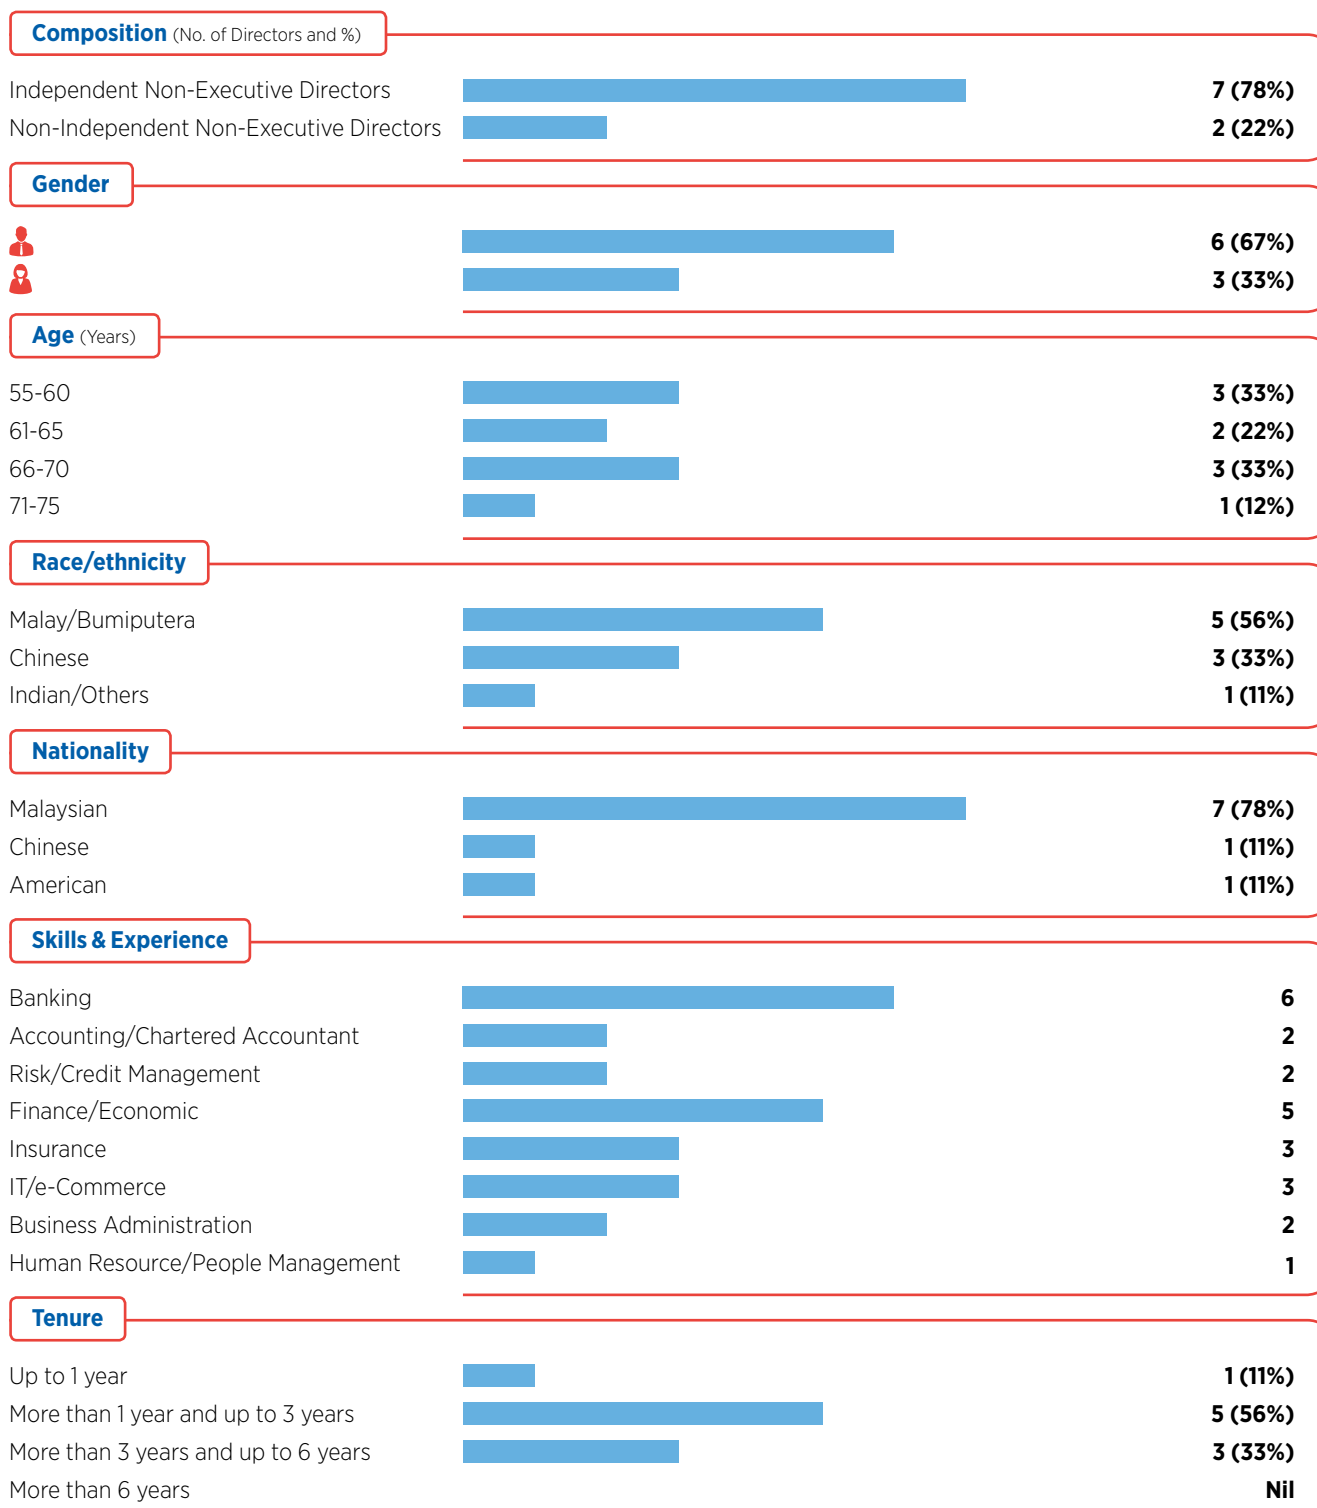 Composition (No. of Directors and %)
Independent Non-Executive Directors 7 (78%)
Non-Independent Non-Executive Directors 2 (22%)
Gender
6 (67%)
3 (33%)
Age (Years)
55-60 3 (33%)
61-65 2 (22%)
66-70 3 (33%)
71-75 1 (12%)
Race/ethnicity
Malay/Bumiputera 5 (56%)
Chinese 3 (33%)
Indian/Others 1 (11%)
Nationality
Malaysian 7 (78%)
Chinese 1 (11%)
American 1 (11%)
Skills & Experience
Banking 6
Accounting/Chartered Accountant 2
Risk/Credit Management 2
Finance/Economic 5
Insurance 3
IT/e-Commerce 3
Business Administration 2
Human Resource/People Management 1
Tenure
Up to 1 year 1 (11%)
More than 1 year and up to 3 years 5 (56%)
More than 3 years and up to 6 years 3 (33%)
More than 6 years Nil